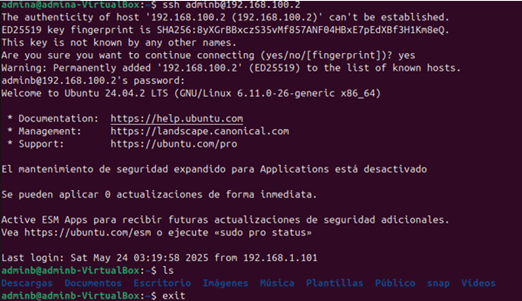 admina@admina-VirtualBox:~$ ssh adminb@192.168.100.2
The authenticity of host '192.168.100.2 (192.168.100.2)' can't be established.
ED25519 key fingerprint is SHA256:8yXGrBBxczS35vMf857ANF04HBxE7pEdXBf3H1Km8eQ.
This key is not known by any other names.
Are you sure you want to continue connecting (yes/no/[fingerprint])? yes
Warning: Permanently added '192.168.100.2' (ED25519) to the list of known hosts.
adminb@192.168.100.2's password:
Welcome to Ubuntu 24.04.2 LTS (GNU/Linux 6.11.0-26-generic x86_64)
* Documentation: https://help.ubuntu.com
* Management: https://landscape.canonical.com
* Support: https://ubuntu.com/pro
El mantenimiento de seguridad expandido para Applications está desactivado
Se pueden aplicar 0 actualizaciones de forma inmediata.
Active ESM Apps para recibir futuras actualizaciones de seguridad adicionales.
Vea https://ubuntu.com/esm o ejecute «sudo pro status»
Last login: Sat May 24 03:19:58 2025 from 192.168.1.101
adminb@adminb-VirtualBox:~$ ls
Descargas Documentos Escritorio Imágenes Música Plantillas Público snap Vídeos
adminb@adminb-VirtualBox:~$ exit